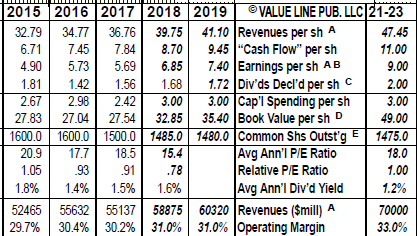 2015 2016 2017 2018 2019 © VALUE LINE PUB. LLC 21-23
32.79 34.77 36.76 39.75 41.10 Revenues per sh A 47.45
6.71 7.45 7.84 8.70 9.45 “Cash Flow” per sh 11.00
4.90 5.73 5.69 6.85 7.40 Earnings per sh A B 9.00
1.81 1.42 1.56 1.68 1.72 Div’ds Decl’d per sh C 2.00
2.67 2.98 2.42 3.00 3.00 Cap’l Spending per sh 3.00
27.83 27.04 27.54 32.85 35.40 Book Value per sh D 49.00
1600.0 1600.0 1500.0 1485.0 1480.0 Common Shs Outst’g E 1475.0
20.9 17.7 18.5 15.4 Avg Ann’l P/E Ratio 18.0
1.05 .93 .91 .78 Relative P/E Ratio 1.00
1.8% 1.4% 1.5% 1.6% Avg Ann’l Div’d Yield 1.2%
52465 55632 55137 58875 60320 Revenues ($mill) A 70000
29.7% 30.4% 30.2% 31.0% 31.0% Operating Margin 33.0%